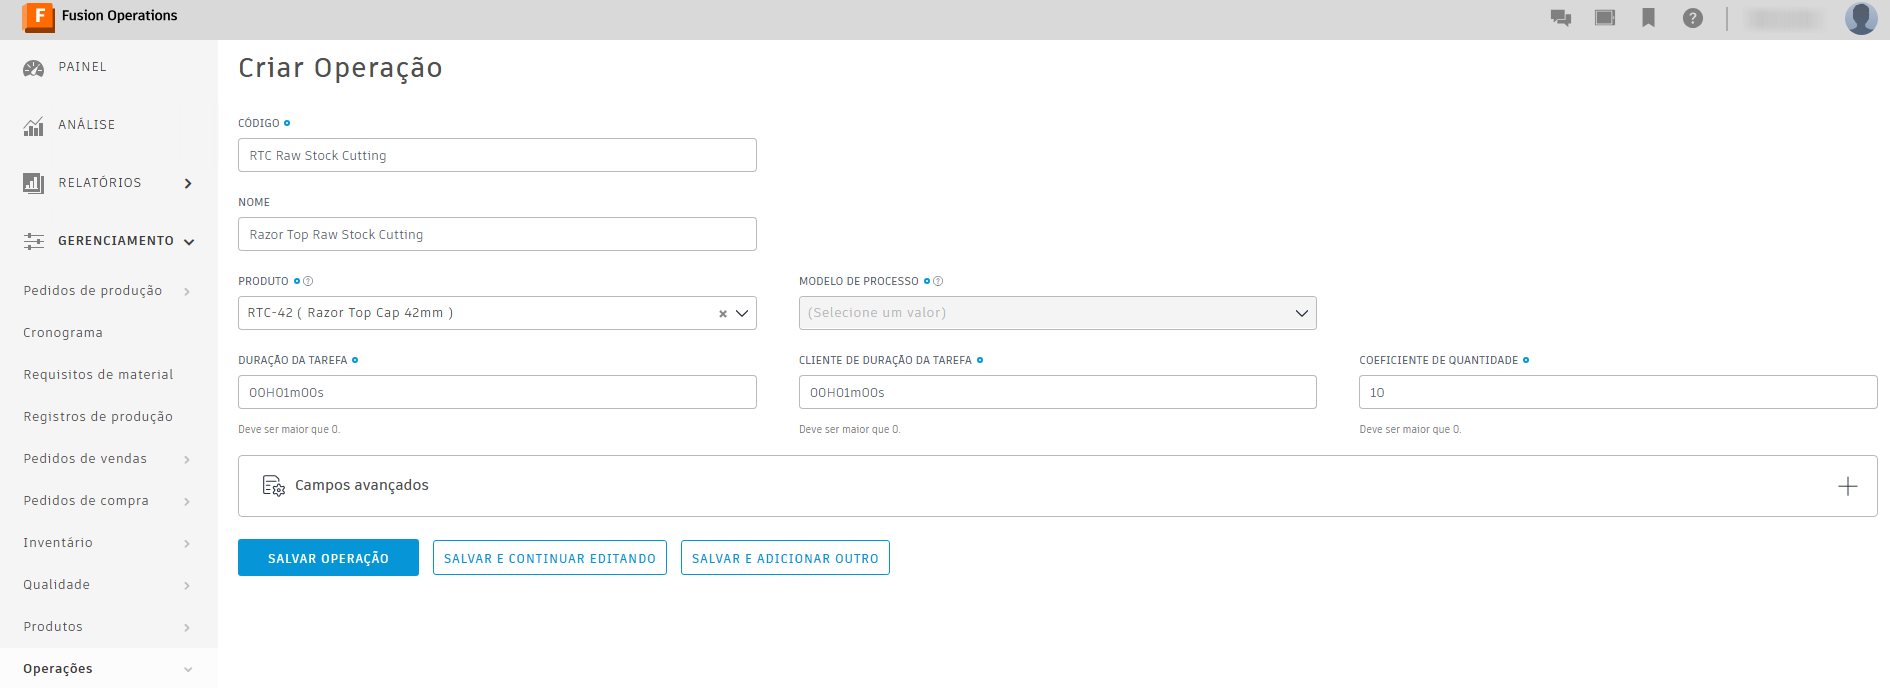 F Fusion Operations
?
PAINEL
ANÁLISE
RELATÓRIOS
GERENCIAMENTO
Pedidos de produção
Cronograma
Requisitos de material
Registros de produção
Pedidos de vendas
Pedidos de compra
Inventário
Qualidade
Produtos
Operações
Criar Operação
CÓDIGO
RTC Raw Stock Cutting
NOME
Razor Top Raw Stock Cutting
PRODUTO ?
RTC-42 ( Razor Top Cap 42mm )
MODELO DE PROCESSO ?
(Selecione um valor)
DURAÇÃO DA TAREFA
00H01m00s
Deve ser maior que 0.
CLIENTE DE DURAÇÃO DA TAREFA
00H01m00s
Deve ser maior que 0.
COEFICIENTE DE QUANTIDADE
10
Deve ser maior que 0.
Campos avançados
SALVAR OPERAÇÃO
SALVAR E CONTINUAR EDITANDO
SALVAR E ADICIONAR OUTRO